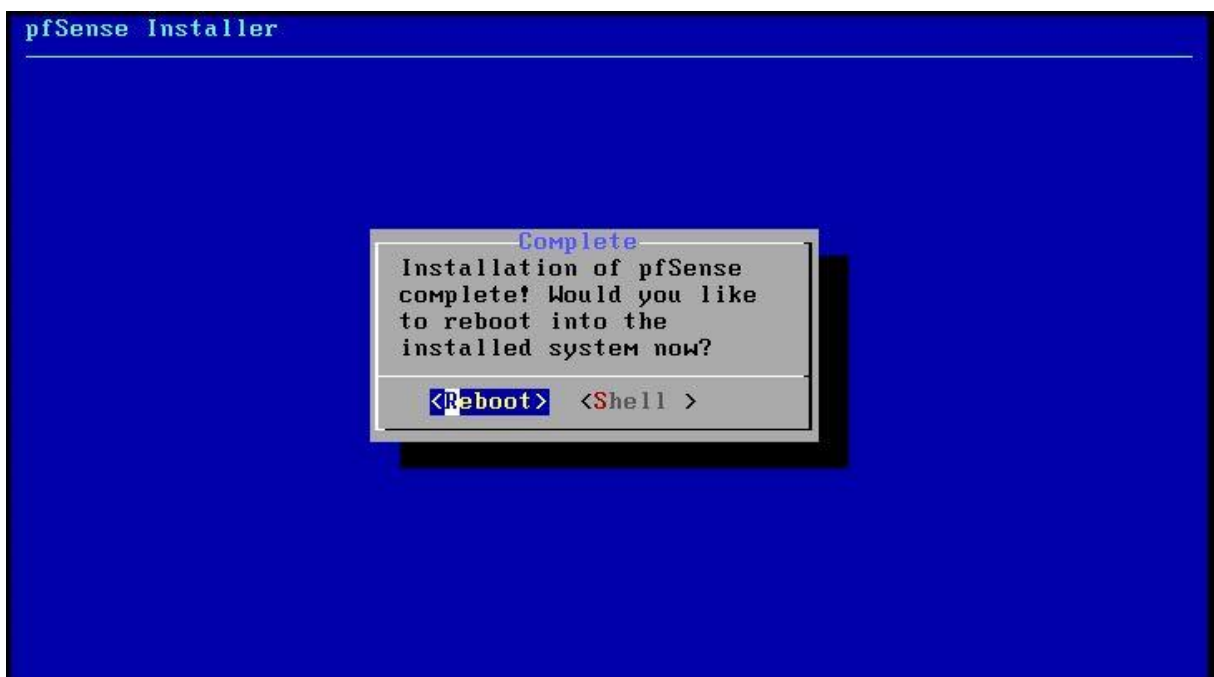 pfSense Installer
Complete
Installation of pfSense
complete! Would you like
to reboot into the
installed system now?
<Reboot> <Shell >